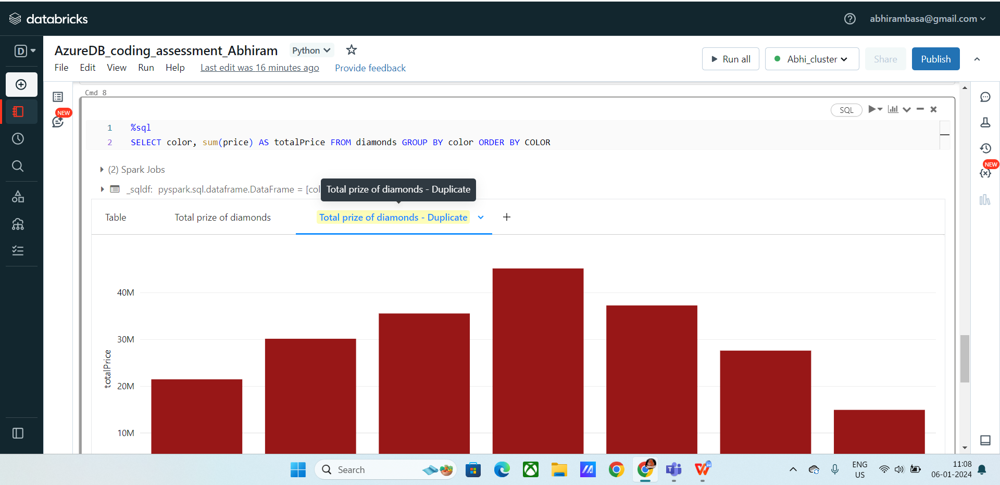 databricks
abhirambasa@gmail.com
D
AzureDB_coding_assessment_Abhiram Python
File Edit View Run Help Last edit was 16 minutes ago Provide feedback
Run all Abhi_cluster Share Publish
NEW
Cmd 8
SQL
1 %sql
2 SELECT color, sum(price) AS totalPrice FROM diamonds GROUP BY color ORDER BY COLOR
NEW
(2) Spark Jobs
_sqldf: pyspark.sql.dataframe.DataFrame = [col
Total prize of diamonds - Duplicate
Table Total prize of diamonds Total prize of diamonds - Duplicate
40M
30M
20M
10M
totalPrice
Search
ENG
US
11:08
06-01-2024